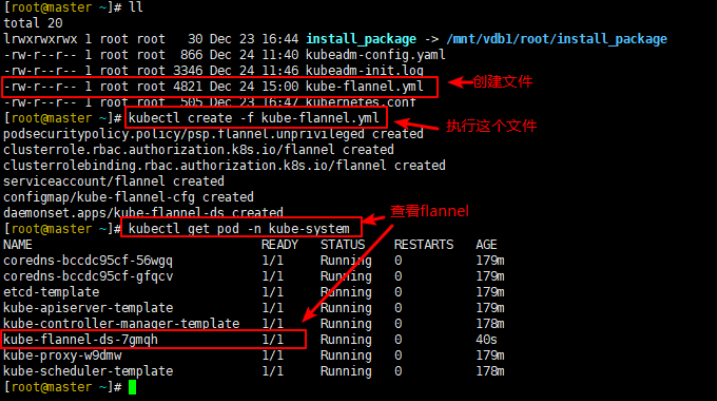 [root@master ~]# ll
total 20
lrwxrwxrwx 1 root root   30 Dec 23 16:44 install_package -> /mnt/vdb1/root/install_package
-rw-r--r-- 1 root root  866 Dec 24 11:40 kubeadm-config.yaml
-rw-r--r-- 1 root root 3346 Dec 24 11:46 kubeadm-init.log
-rw-r--r-- 1 root root 4821 Dec 24 15:00 kube-flannel.yml 创建文件
-rw-r--r-- 1 root root  505 Dec 23 16:47 kubernetes.conf
[root@master ~]# kubectl create -f kube-flannel.yml 执行这个文件
podsecuritypolicy.policy/psp.flannel.unprivileged created
clusterrole.rbac.authorization.k8s.io/flannel created
clusterrolebinding.rbac.authorization.k8s.io/flannel created
serviceaccount/flannel created
configmap/kube-flannel-cfg created
daemonset.apps/kube-flannel-ds created
查看flannel
[root@master ~]# kubectl get pod -n kube-system
NAME                               READY   STATUS    RESTARTS   AGE
coredns-bccdc95cf-56wgq            1/1     Running   0          179m
coredns-bccdc95cf-gfqcv            1/1     Running   0          179m
etcd-template                      1/1     Running   0          179m
kube-apiserver-template            1/1     Running   0          179m
kube-controller-manager-template   1/1     Running   0          178m
kube-flannel-ds-7gmqh              1/1     Running   0          40s
kube-proxy-w9dmw                   1/1     Running   0          179m
kube-scheduler-template            1/1     Running   0          178m
[root@master ~]#